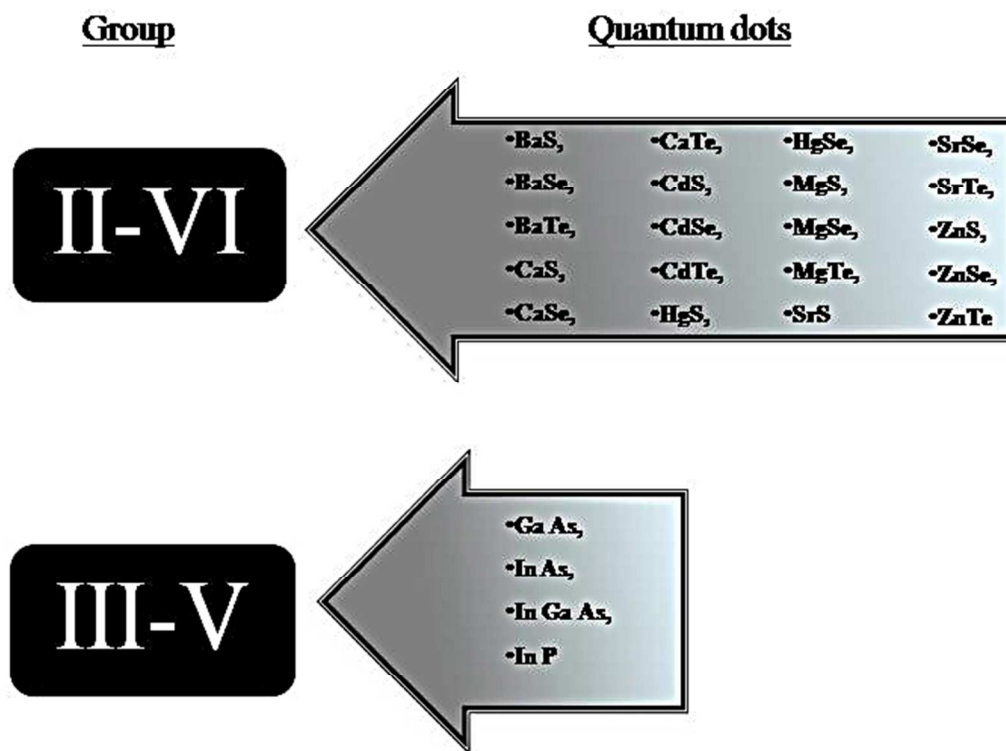 Group
Quantum dots
II-VI
•BaS,
•BaSe,
•BaTe,
•CaS,
•CaSe,
•CaTe,
•CdS,
•CdSe,
•CdTe,
•HgS,
•HgSe,
•MgS,
•MgSe,
•MgTe,
•SrS
•SrSe,
•SrTe,
•ZnS,
•ZnSe,
•ZnTe
III-V
•Ga As,
•In As,
•In Ga As,
•In P